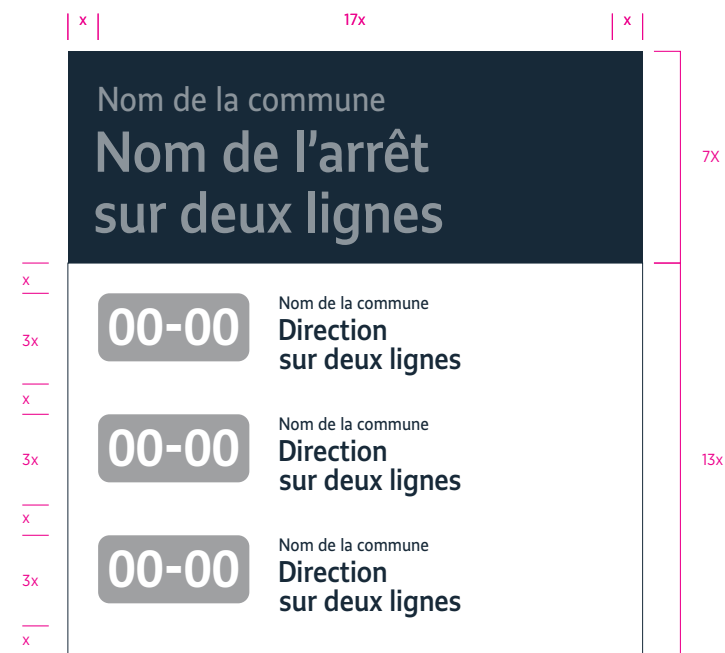 x 17x x
Nom de la commune
Nom de l’arrêt
sur deux lignes
7X
x
3x
00-00
Nom de la commune
Direction
sur deux lignes
x
3x
00-00
Nom de la commune
Direction
sur deux lignes
13x
x
3x
00-00
Nom de la commune
Direction
sur deux lignes
x